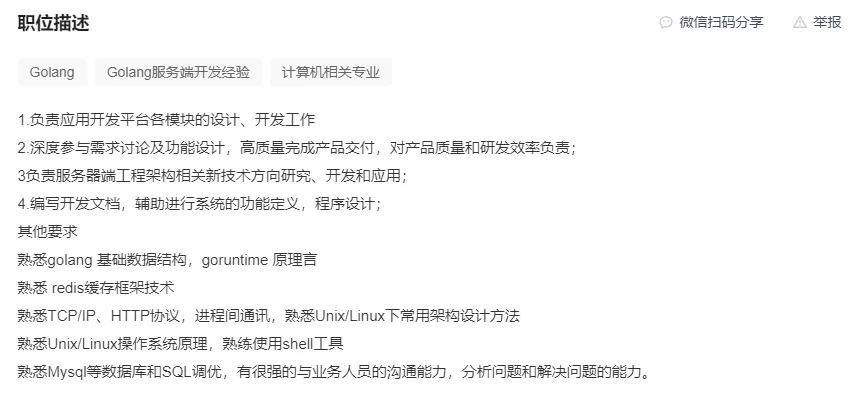 职位描述
微信扫码分享
举报
Golang
Golang服务端开发经验
计算机相关专业
1.负责应用开发平台各模块的设计、开发工作
2.深度参与需求讨论及功能设计，高质量完成产品交付，对产品质量和研发效率负责；
3负责服务器端工程架构相关新技术方向研究、开发和应用；
4.编写开发文档，辅助进行系统的功能定义，程序设计；
其他要求
熟悉golang 基础数据结构，goruntime 原理言
熟悉 redis缓存框架技术
熟悉TCP/IP、HTTP协议，进程间通讯，熟悉Unix/Linux下常用架构设计方法
熟悉Unix/Linux操作系统原理，熟练使用shell工具
熟悉Mysql等数据库和SQL调优，有很强的与业务人员的沟通能力，分析问题和解决问题的能力。